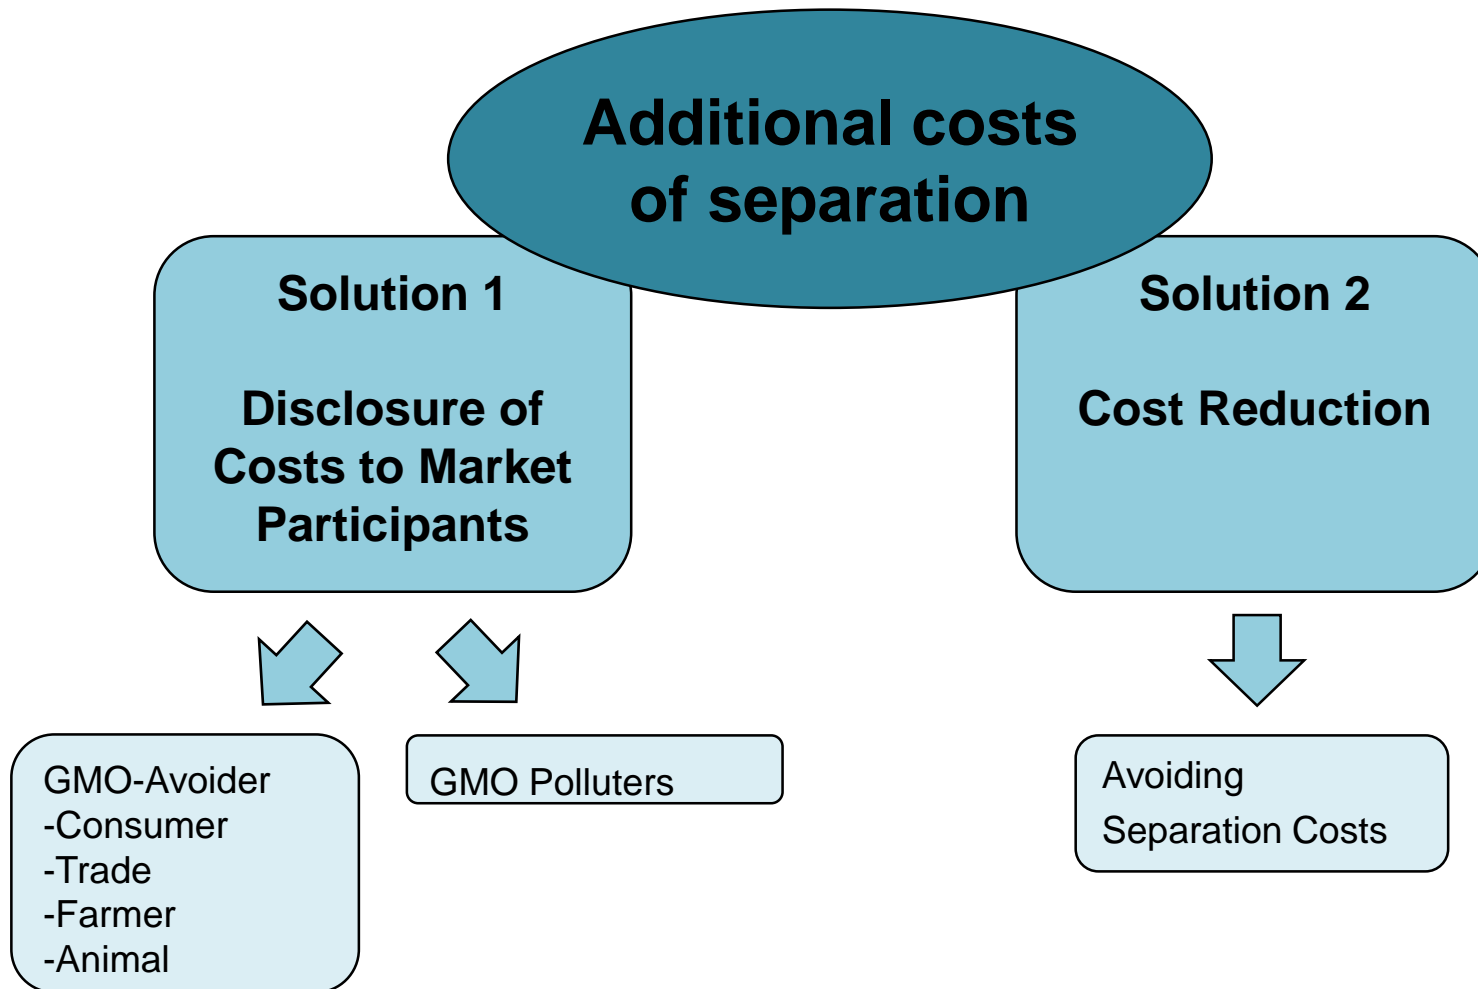 Additional costs
of separation
Solution 1
Disclosure of
Costs to Market
Participants
Solution 2
Cost Reduction
GMO-Avoider
-Consumer
-Trade
-Farmer
-Animal
GMO Polluters
Avoiding
Separation Costs